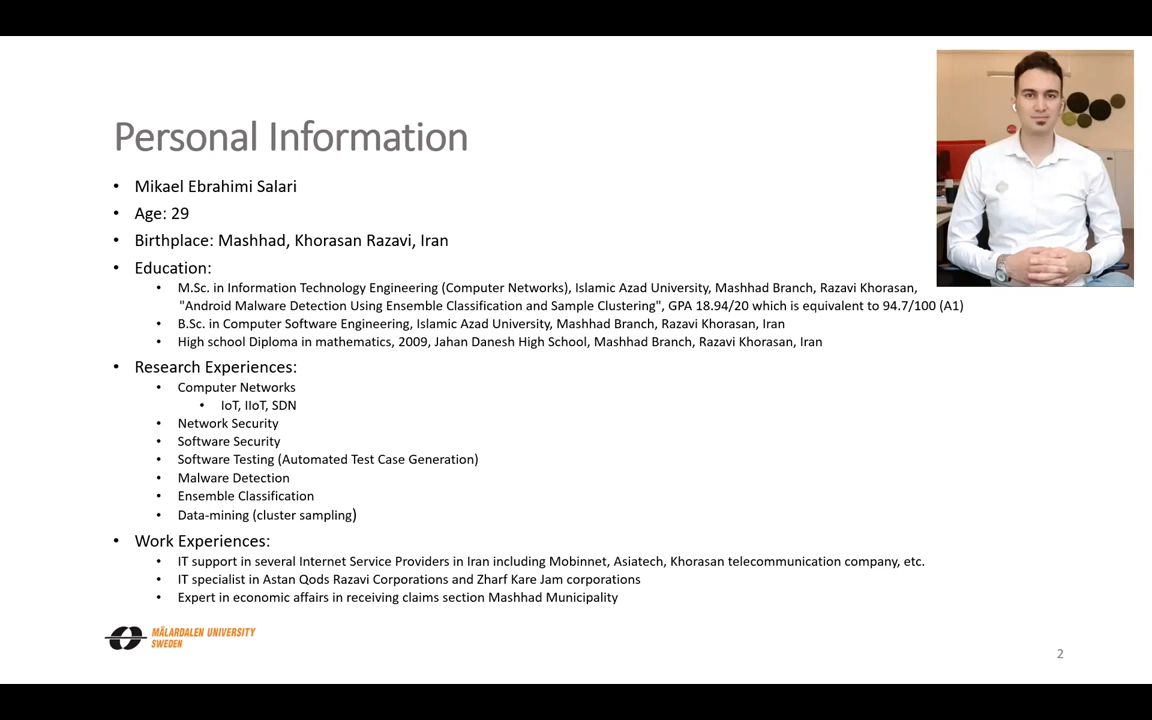 Personal Information
• Mikael Ebrahimi Salari
• Age: 29
• Birthplace: Mashhad, Khorasan Razavi, Iran
• Education:
• M.Sc. in Information Technology Engineering (Computer Networks), Islamic Azad University, Mashhad Branch, Razavi Khorasan,
"Android Malware Detection Using Ensemble Classification and Sample Clustering", GPA 18.94/20 which is equivalent to 94.7/100 (A1)
• B.Sc. in Computer Software Engineering, Islamic Azad University, Mashhad Branch, Razavi Khorasan, Iran
• High school Diploma in mathematics, 2009, Jahan Danesh High School, Mashhad Branch, Razavi Khorasan, Iran
• Research Experiences:
• Computer Networks
• IoT, IIoT, SDN
• Network Security
• Software Security
• Software Testing (Automated Test Case Generation)
• Malware Detection
• Ensemble Classification
• Data-mining (cluster sampling)
• Work Experiences:
• IT support in several Internet Service Providers in Iran including Mobinnet, Asiatech, Khorasan telecommunication company, etc.
• IT specialist in Astan Qods Razavi Corporations and Zharf Kare Jam corporations
• Expert in economic affairs in receiving claims section Mashhad Municipality
MÄLARDALEN UNIVERSITY
SWEDEN
2